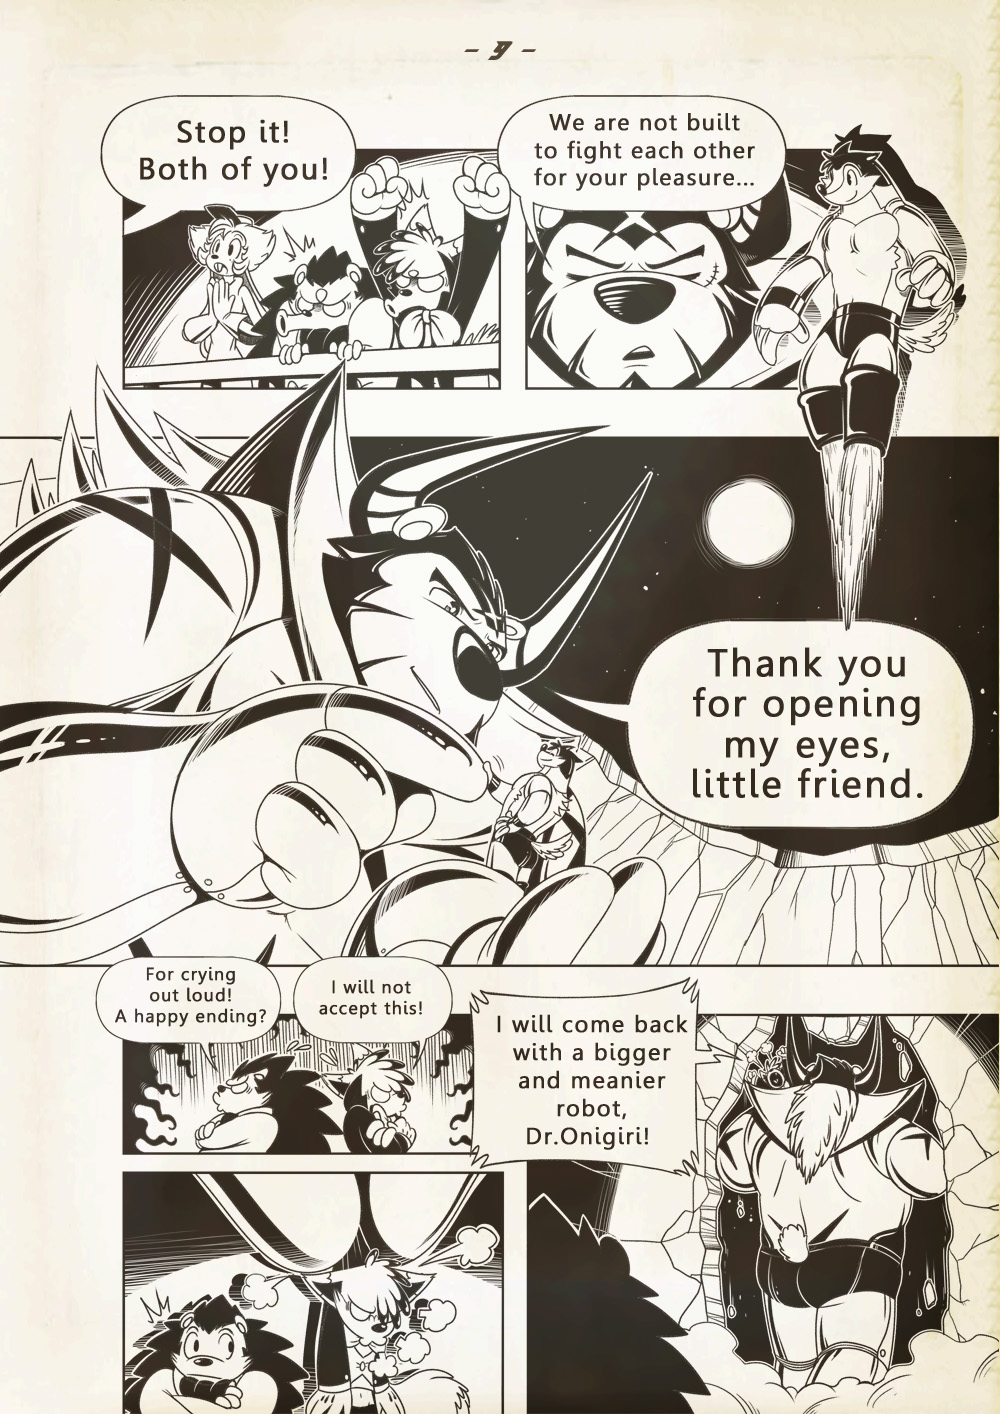 - 9 -
Stop it!
Both of you!
We are not built
to fight each other
for your pleasure...
Thank you
for opening
my eyes,
little friend.
For crying
out loud!
A happy ending?
I will not
accept this!
I will come back
with a bigger
and meanier
robot,
Dr.Onigiri!